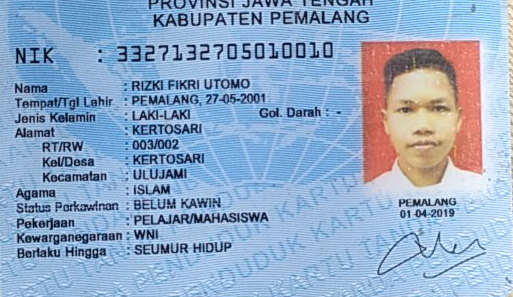 PROVINSI JAWA TENGAH
KABUPATEN PEMALANG
NIK : 3327132705010010
Nama : RIZKI FIKRI UTOMO
Tempat/Tgl Lahir : PEMALANG, 27-05-2001
Jenis Kelamin : LAKI-LAKI Gol. Darah : -
Alamat : KERTOSARI
RT/RW : 003/002
Kel/Desa : KERTOSARI
Kecamatan : ULUJAMI
Agama : ISLAM
Status Perkawinan : BELUM KAWIN
Pekerjaan : PELAJAR/MAHASISWA
Kewarganegaraan : WNI
Berlaku Hingga : SEUMUR HIDUP
PEMALANG
01-04-2019